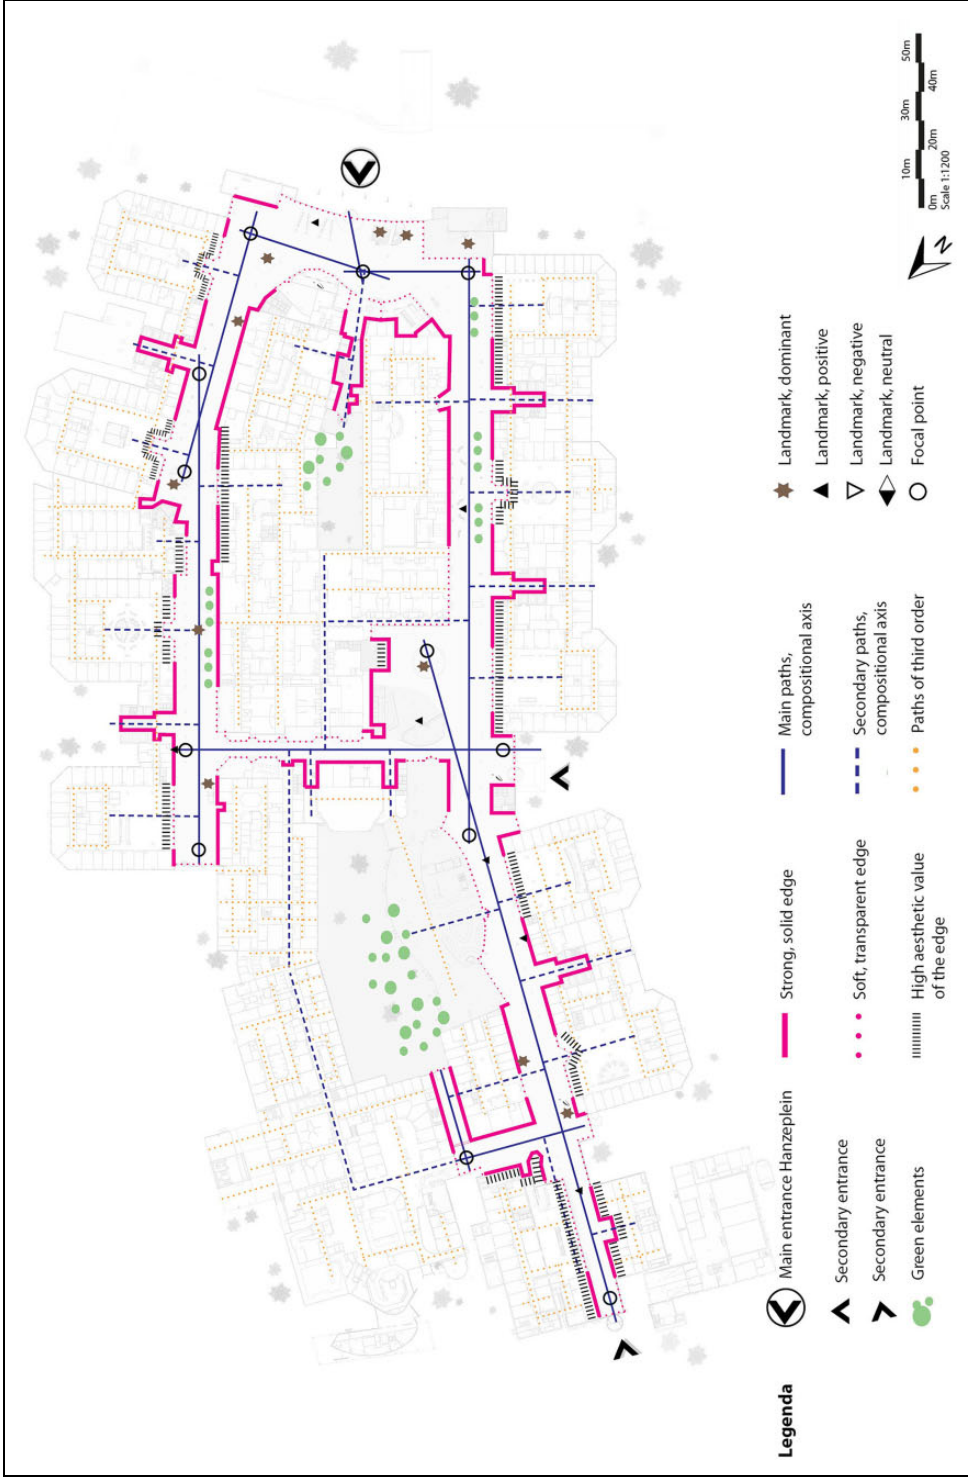 Legenda
Main entrance Hanzeplein
Secondary entrance
Secondary entrance
Green elements
Strong, solid edge
Soft, transparent edge
High aesthetic value
of the edge
Main paths,
compositional axis
Secondary paths,
compositional axis
Paths of third order
Landmark, dominant
Landmark, positive
Landmark, negative
Landmark, neutral
Focal point
N
0m 10m 20m 30m 40m 50m
Scale 1:1200